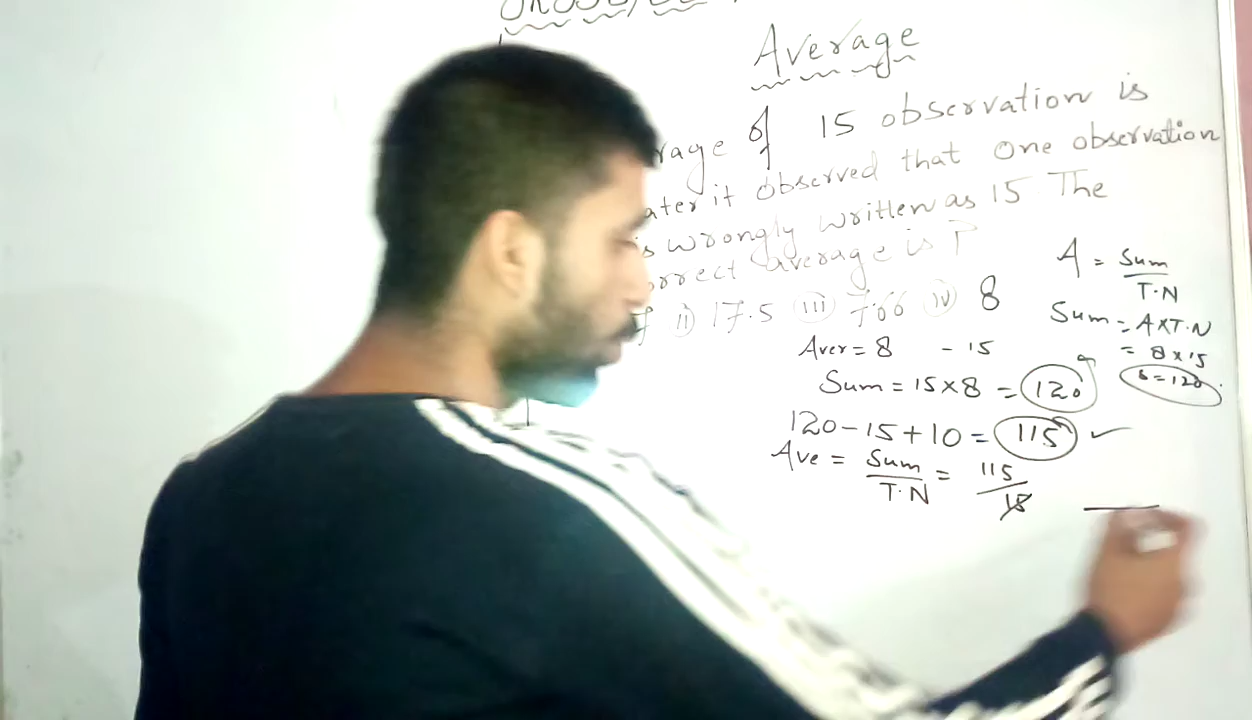 Average
rage of 15 observation is
ater it observed that One observation
s wrongly written as 15 The
orrect average is ?
ii) 17.5 (iii) 7.66 (iv) 8
A = Sum / T.N
Sum = A×T.N
= 8×15
S=120
Aver = 8 - 15
Sum = 15×8 = 120
120-15+10 = 115 ✓
Ave = Sum / T.N = 115 / 15